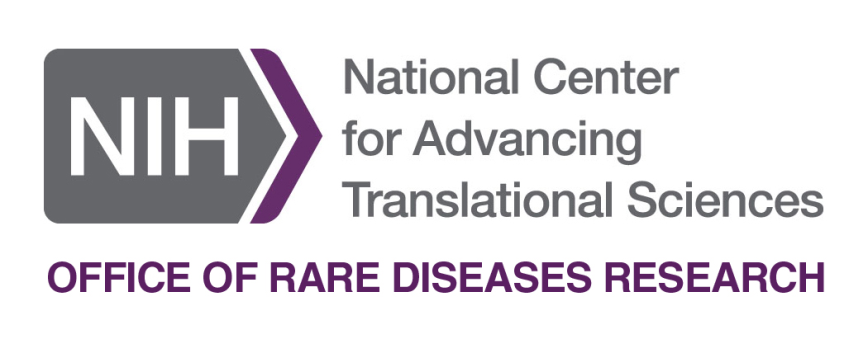 NIH
National Center
for Advancing
Translational Sciences
OFFICE OF RARE DISEASES RESEARCH